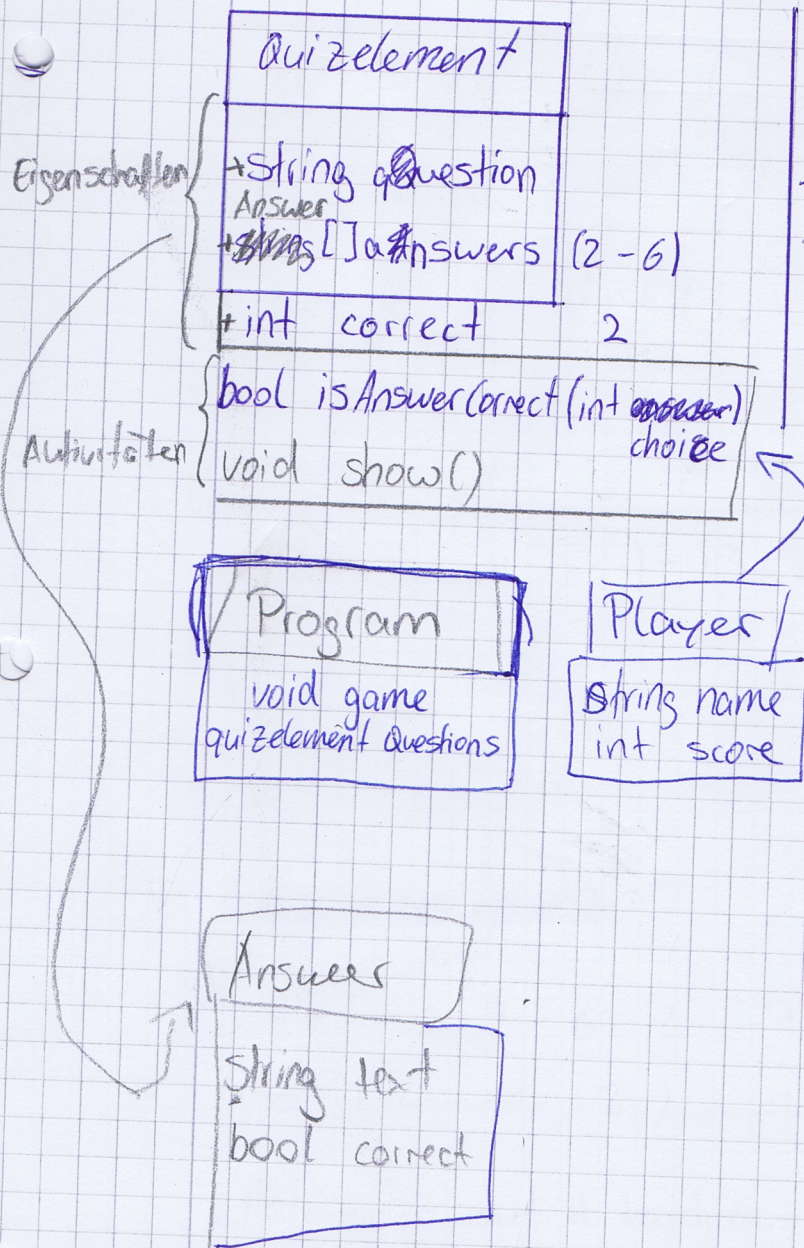 Quizelement
Eigenschaften
+string question
Answer
+[] answers (2-6)
+int correct 2
Aktivitäten
bool isAnswerCorrect(int choice)
void show()
Program
void game
quizelement Questions
Player
string name
int score
Answer
string text
bool correct